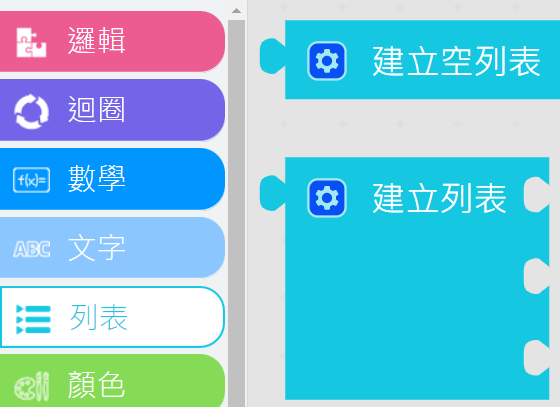 邏輯
迴圈
f(x)=
數學
ABC
文字
列表
顏色
建立空列表
建立列表